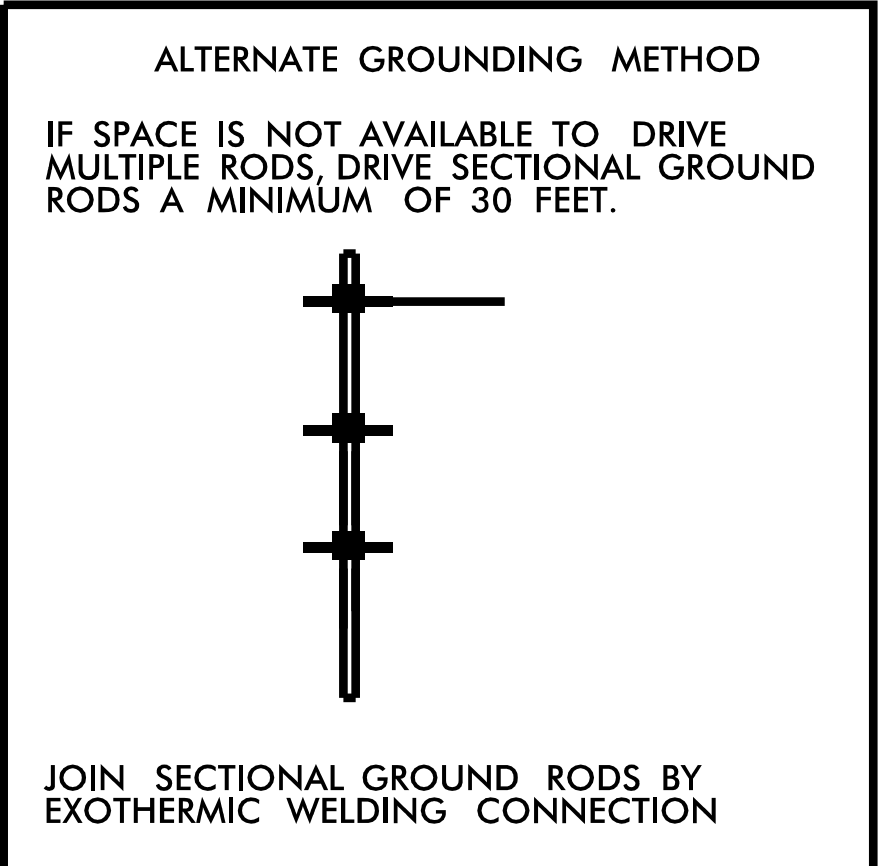 ALTERNATE GROUNDING METHOD
IF SPACE IS NOT AVAILABLE TO DRIVE
MULTIPLE RODS, DRIVE SECTIONAL GROUND
RODS A MINIMUM OF 30 FEET.
JOIN SECTIONAL GROUND RODS BY
EXOTHERMIC WELDING CONNECTION